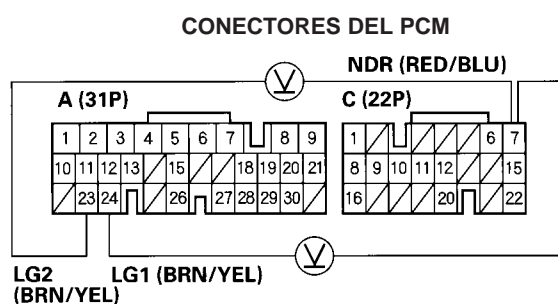 CONECTORES DEL PCM
NDR (RED/BLU)
V
A (31P)
C (22P)
1 2 3 4 5 6 7 8 9
1 6 7
10 11 12 13 15 18 19 20 21
8 9 10 11 12 15
23 24 26 27 28 29 30
16 20 22
LG2 (BRN/YEL)
LG1 (BRN/YEL)
V